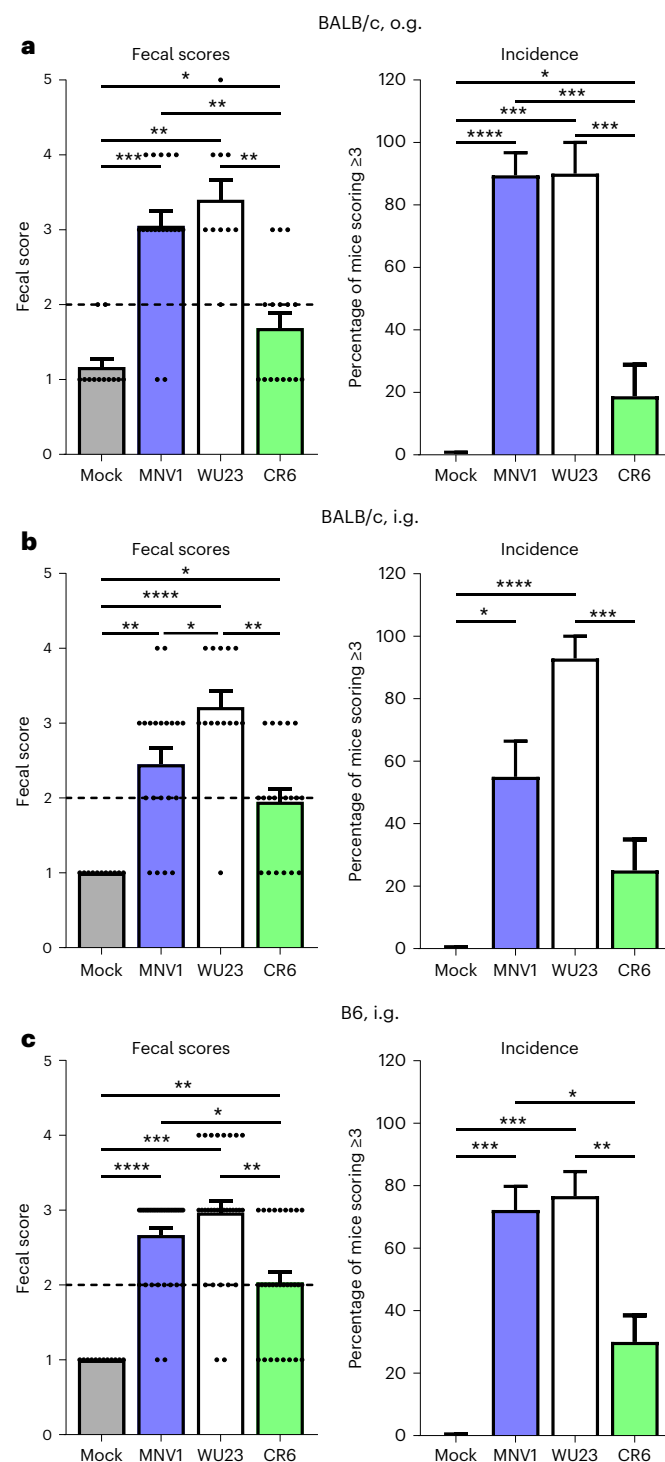 BALB/c, o.g.
a
Fecal scores
Incidence
Fecal score
5
4
3
2
1
0
*
**
**
***
**
Mock MNV1 WU23 CR6
Percentage of mice scoring ≥3
120
100
80
60
40
20
0
*
***
***
****
***
Mock MNV1 WU23 CR6
BALB/c, i.g.
b
Fecal scores
Incidence
Fecal score
5
4
3
2
1
0
*
****
** * **
Mock MNV1 WU23 CR6
Percentage of mice scoring ≥3
120
100
80
60
40
20
0
****
* ***
Mock MNV1 WU23 CR6
B6, i.g.
c
Fecal scores
Incidence
Fecal score
5
4
3
2
1
0
**
*
***
****
**
Mock MNV1 WU23 CR6
Percentage of mice scoring ≥3
120
100
80
60
40
20
0
*
***
***
**
Mock MNV1 WU23 CR6